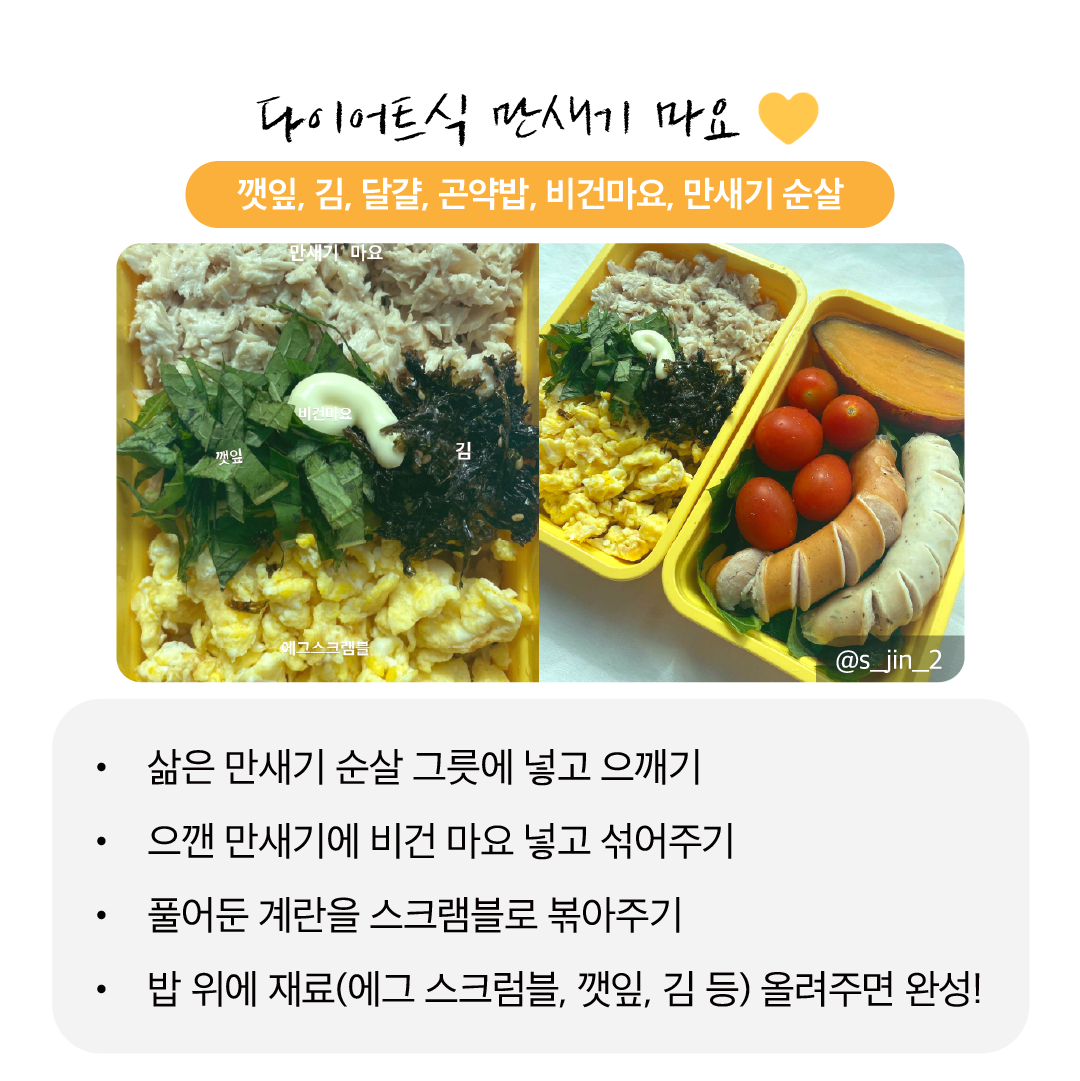 다이어트식 만새기 마요
깻잎, 김, 달걀, 곤약밥, 비건마요, 만새기 순살
만새기 마요
비건마요
깻잎
김
에그스크램블
@s_jin_2
• 삶은 만새기 순살 그릇에 넣고 으깨기
• 으깬 만새기에 비건 마요 넣고 섞어주기
• 풀어둔 계란을 스크램블로 볶아주기
• 밥 위에 재료(에그 스크럼블, 깻잎, 김 등) 올려주면 완성!